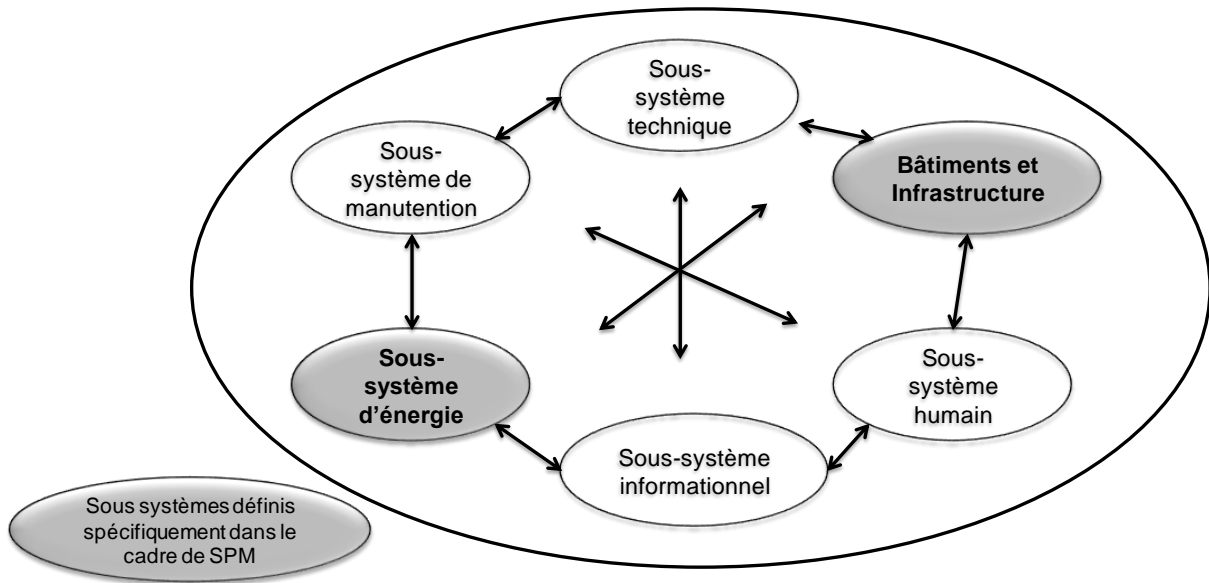 Sous-
système
technique
Sous-
système de
manutention
Bâtiments et
Infrastructure
Sous-
système
d’énergie
Sous-
système
humain
Sous-système
informationnel
Sous systèmes définis
spécifiquement dans le
cadre de SPM